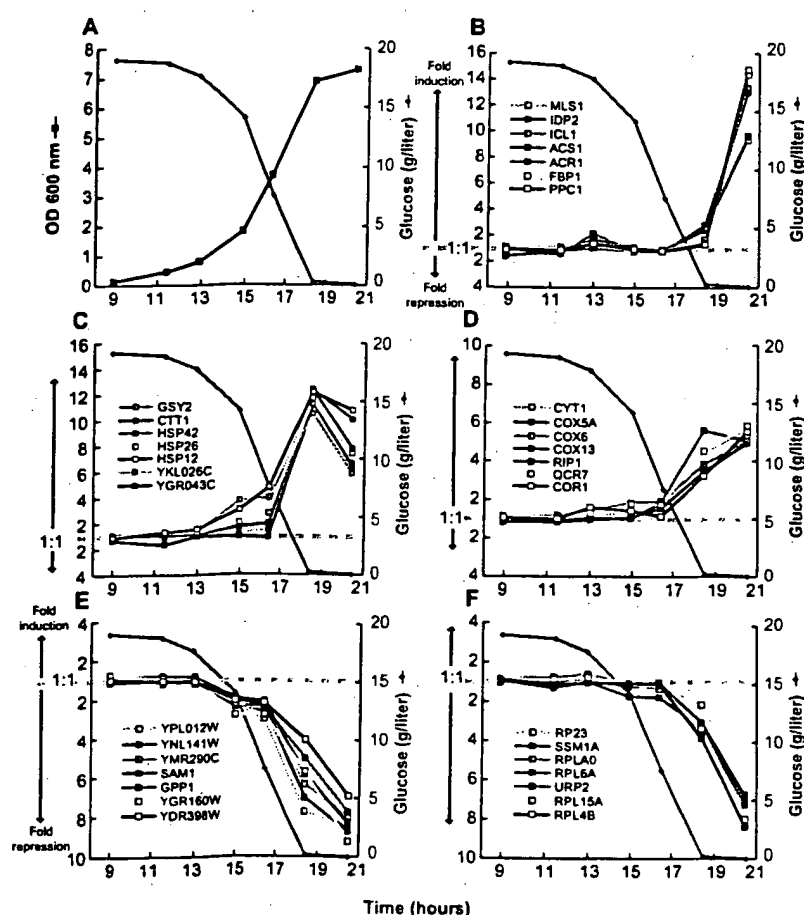 A
OD 600 nm
8
7
6
5
4
3
2
1
0
20
15
10
5
0
Glucose (g/liter)
9 11 13 15 17 19 21
B
Fold induction
1:1
Fold repression
16
14
12
10
8
6
4
2
2
4
MLS1
IDP2
ICL1
ACS1
ACR1
FBP1
PPC1
20
15
10
5
0
Glucose (g/liter)
9 11 13 15 17 19 21
C
1:1
16
14
12
10
8
6
4
2
2
4
GSY2
CTT1
HSP42
HSP26
HSP12
YKL026C
YGR043C
20
15
10
5
0
Glucose (g/liter)
9 11 13 15 17 19 21
D
1:1
10
8
6
4
2
2
4
CYT1
COX5A
COX6
COX13
RIP1
QCR7
COR1
20
15
10
5
0
Glucose (g/liter)
9 11 13 15 17 19 21
E
Fold induction
1:1
Fold repression
4
2
2
4
6
8
10
YPL012W
YNL141W
YMR290C
SAM1
GPP1
YGR160W
YDR398W
20
15
10
5
0
Glucose (g/liter)
9 11 13 15 17 19 21
F
1:1
4
2
2
4
6
8
10
RP23
SSM1A
RPLA0
RPL6A
URP2
RPL15A
RPL4B
20
15
10
5
0
Glucose (g/liter)
9 11 13 15 17 19 21
Time (hours)